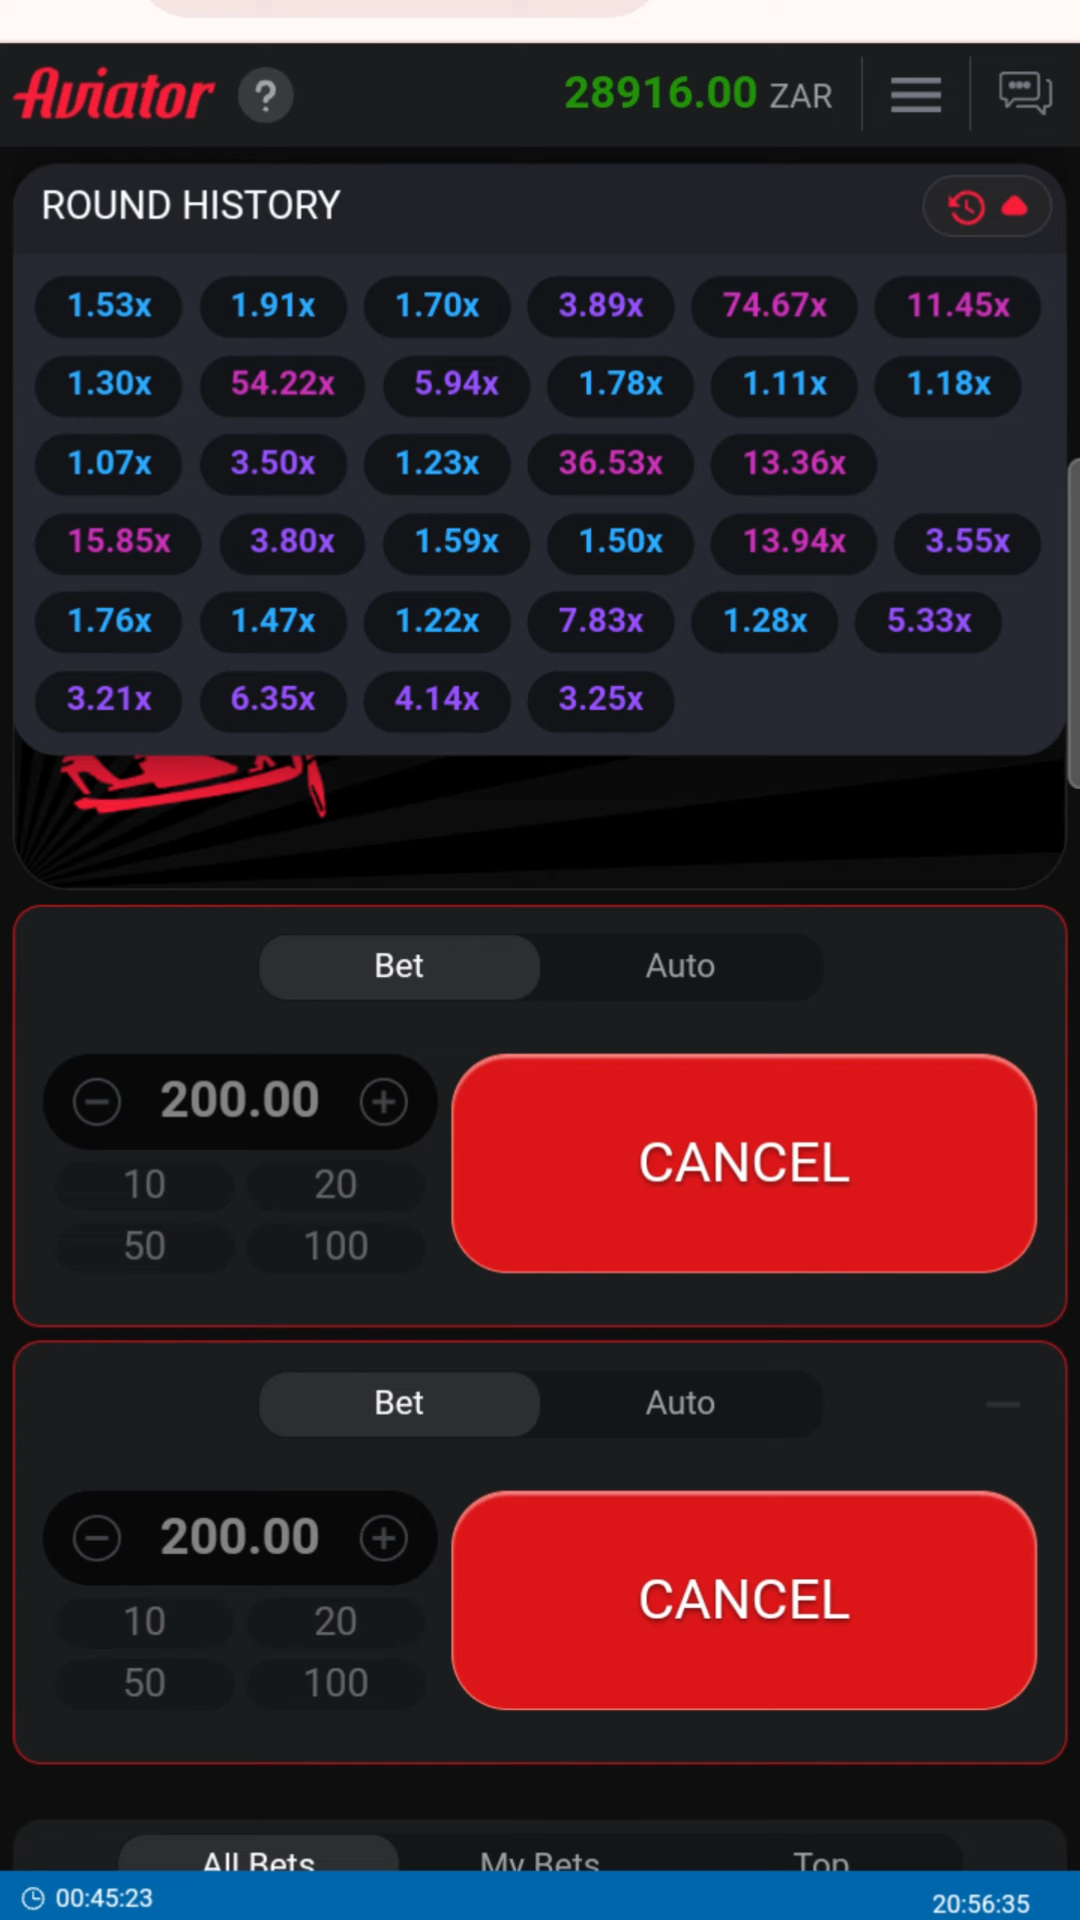 Aviator ? 28916.00 ZAR
ROUND HISTORY
1.53x 1.91x 1.70x 3.89x 74.67x 11.45x
1.30x 54.22x 5.94x 1.78x 1.11x 1.18x
1.07x 3.50x 1.23x 36.53x 13.36x
15.85x 3.80x 1.59x 1.50x 13.94x 3.55x
1.76x 1.47x 1.22x 7.83x 1.28x 5.33x
3.21x 6.35x 4.14x 3.25x
Bet Auto
200.00 CANCEL
10 20
50 100
Bet Auto
200.00 CANCEL
10 20
50 100
All Bets My Bets Top
00:45:23 20:56:35